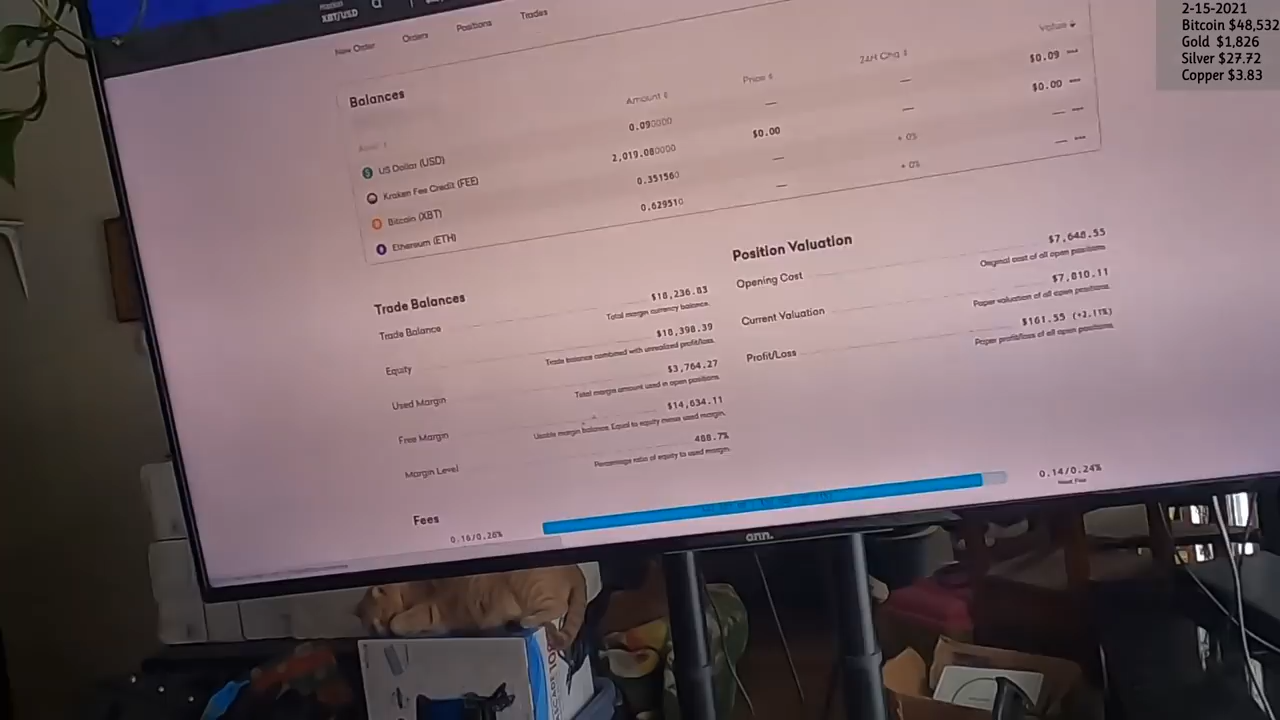 2-15-2021
Bitcoin $48,532
Gold $1,826
Silver $27.72
Copper $3.83
XBT/USD
New Order Orders Positions Trades
Balances
Amount Price 24H Chg Value
US Dollar (USD) 0.090000 — — $0.09
Kraken Fee Credit (FEE) 2,019.080000 $0.00 — $0.00
Bitcoin (XBT) 0.351560 — + 0% —
Ethereum (ETH) 0.629510 — + 0% —
Trade Balances
Trade Balance $18,236.83
Total margin currency balance.
Equity $18,398.39
Trade balance combined with unrealized profit/loss.
Used Margin $3,764.27
Total margin amount used in open positions.
Free Margin $14,634.11
Usable margin balance. Equal to equity minus used margin.
Margin Level 488.7%
Percentage ratio of equity to used margin.
Position Valuation
Opening Cost $7,648.55
Original cost of all open positions.
Current Valuation $7,810.11
Paper valuation of all open positions.
Profit/Loss $161.55 (+2.11%)
Paper profit/loss of all open positions.
Fees
0.16/0.26%
0.14/0.24%
Next Fee
onn.